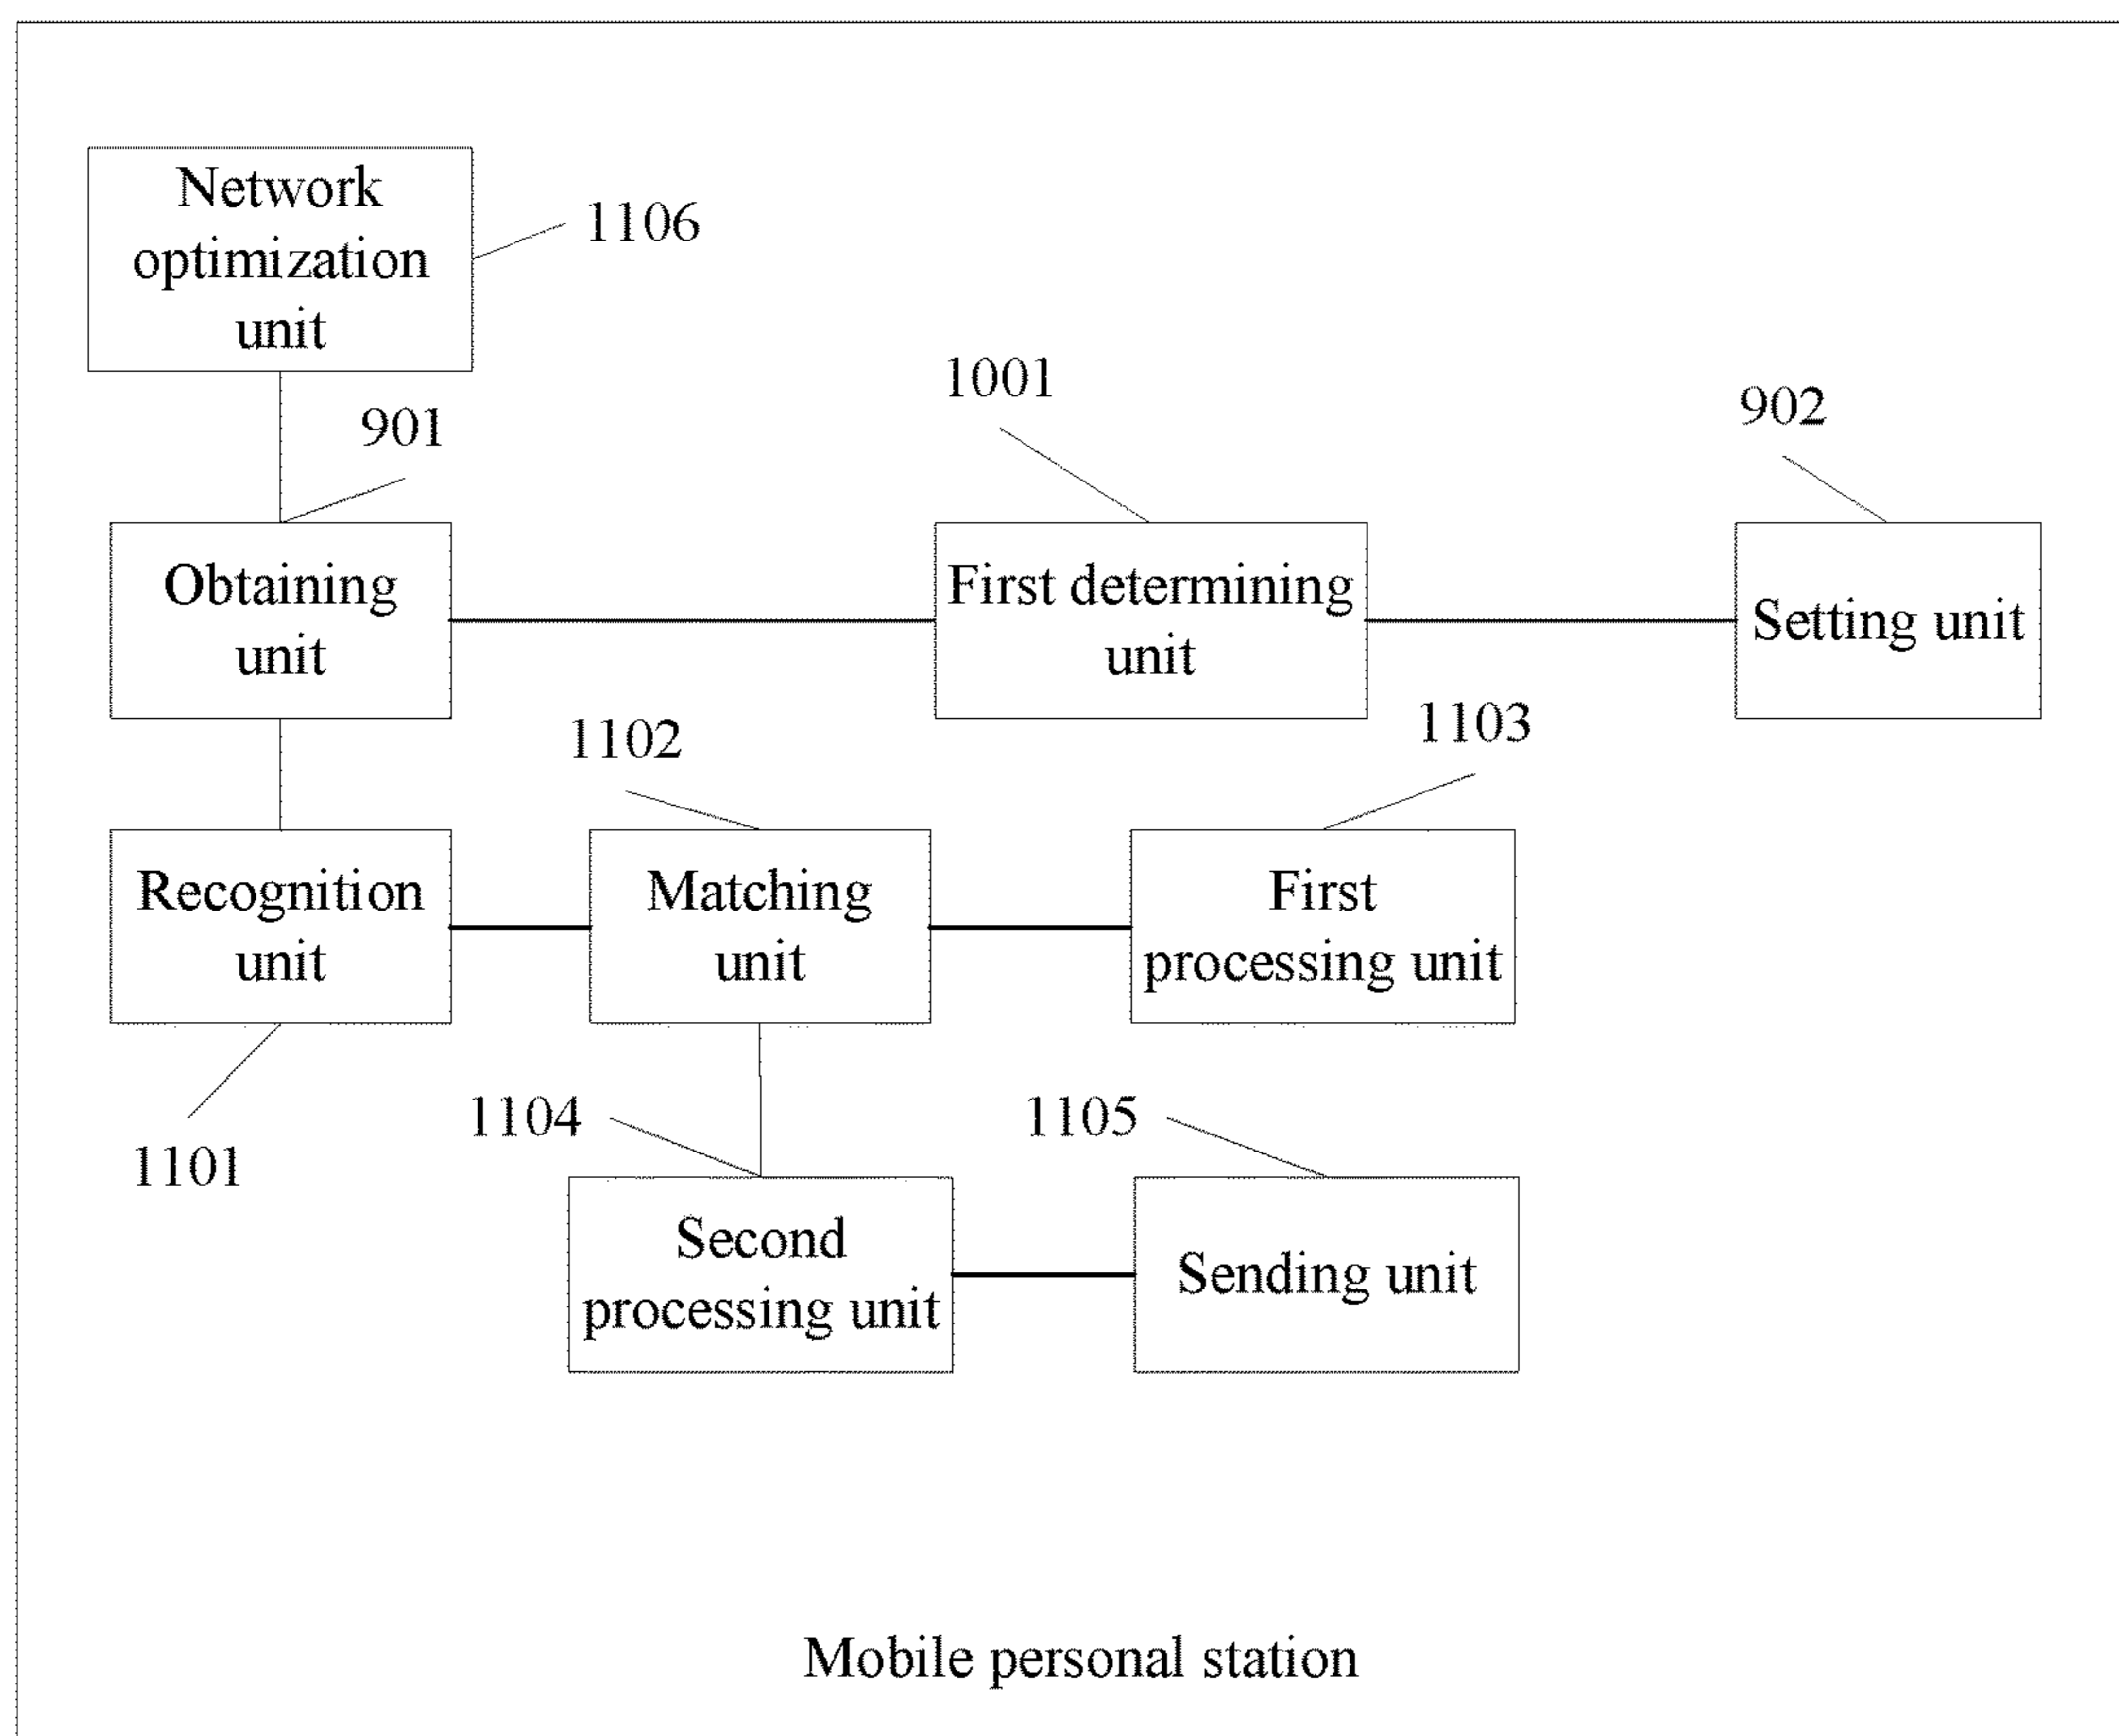 Network
optimization
unit
1106
901
1001
902
Obtaining
unit
First determining
unit
Setting unit
1102
1103
Recognition
unit
Matching
unit
First
processing unit
1101
1104
1105
Second
processing unit
Sending unit
Mobile personal station